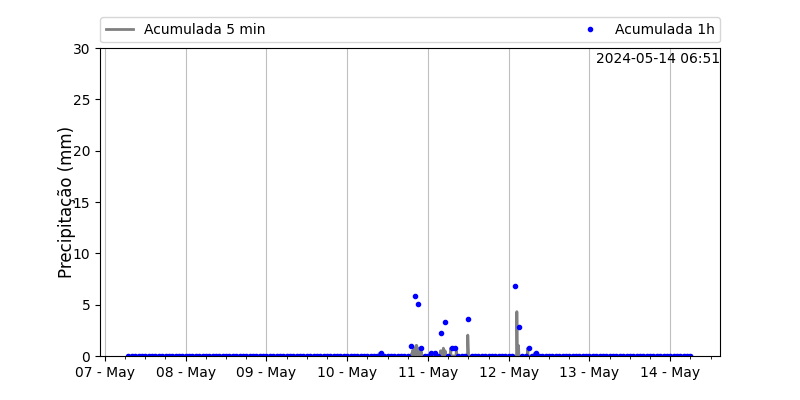 Acumulada 5 min
Acumulada 1h
2024-05-14 06:51
Precipitação (mm)
30
25
20
15
10
5
0
07 - May
08 - May
09 - May
10 - May
11 - May
12 - May
13 - May
14 - May